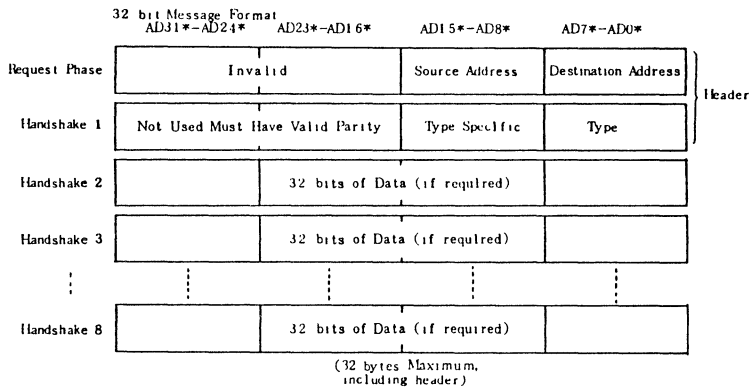 32 bit Message Format
AD31*-AD24* AD23*-AD16* AD15*-AD8* AD7*-AD0*
Request Phase Invalid Source Address Destination Address
Header
Handshake 1 Not Used Must Have Valid Parity Type Specific Type
Handshake 2 32 bits of Data (if required)
Handshake 3 32 bits of Data (if required)
Handshake 8 32 bits of Data (if required)
(32 bytes Maximum,
including header)